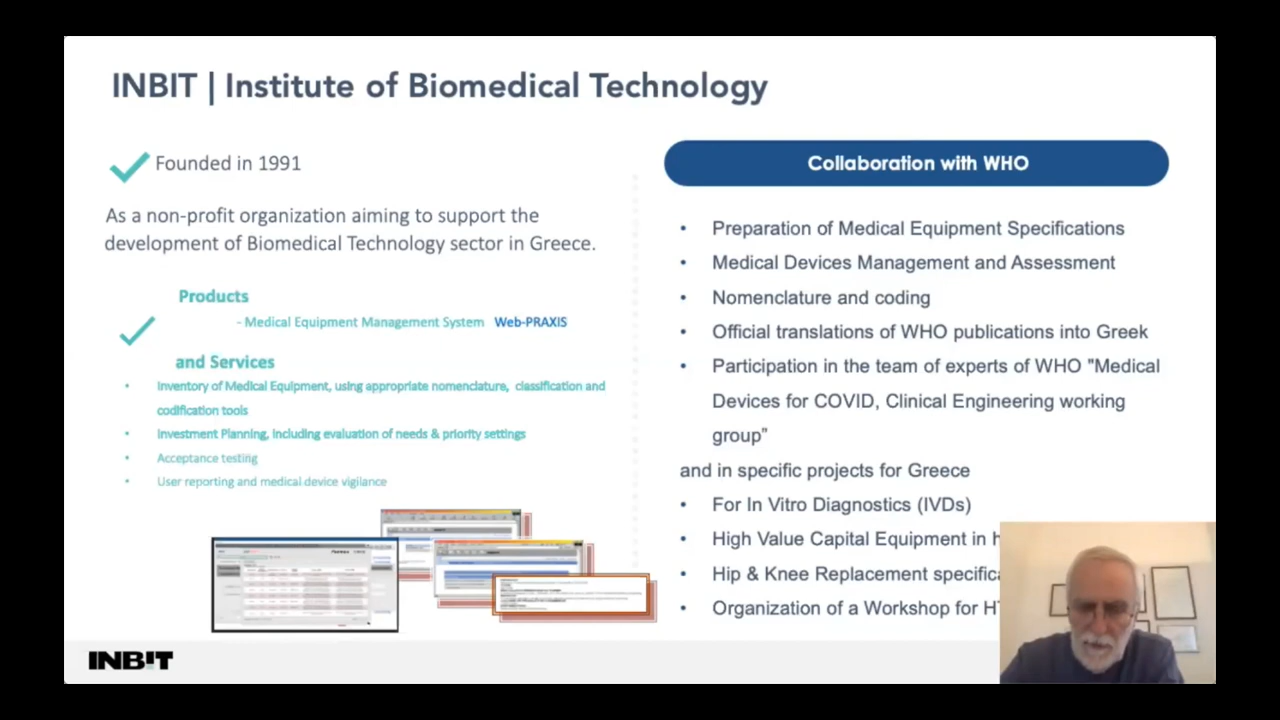 INBIT | Institute of Biomedical Technology
Founded in 1991
As a non-profit organization aiming to support the
development of Biomedical Technology sector in Greece.
Products
- Medical Equipment Management System Web-PRAXIS
and Services
• Inventory of Medical Equipment, using appropriate nomenclature, classification and
codification tools
• Investment Planning, including evaluation of needs & priority settings
• Acceptance testing
• User reporting and medical device vigilance
Collaboration with WHO
• Preparation of Medical Equipment Specifications
• Medical Devices Management and Assessment
• Nomenclature and coding
• Official translations of WHO publications into Greek
• Participation in the team of experts of WHO "Medical
Devices for COVID, Clinical Engineering working
group”
and in specific projects for Greece
• For In Vitro Diagnostics (IVDs)
• High Value Capital Equipment in
• Hip & Knee Replacement
• Organization of a Workshop for
INBIT